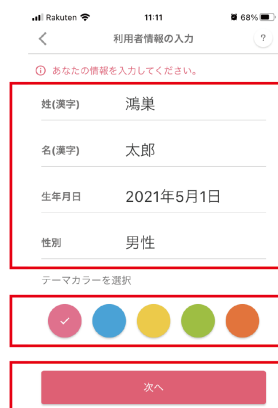 Rakuten
11:11
68%
利用者情報の入力
?
あなたの情報を入力してください。
姓(漢字) 鴻巣
名(漢字) 太郎
生年月日 2021年5月1日
性別 男性
テーマカラーを選択
次へ